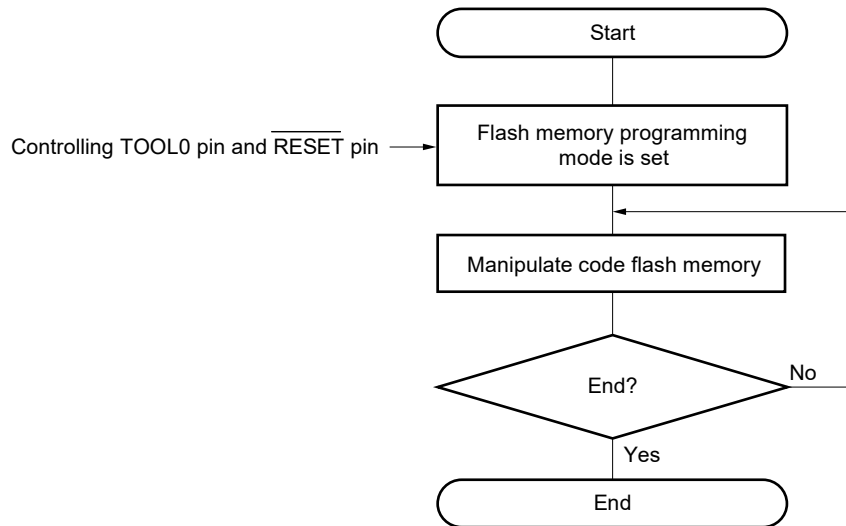 Start
Controlling TOOL0 pin and RESET pin
Flash memory programming
mode is set
Manipulate code flash memory
End?
No
Yes
End